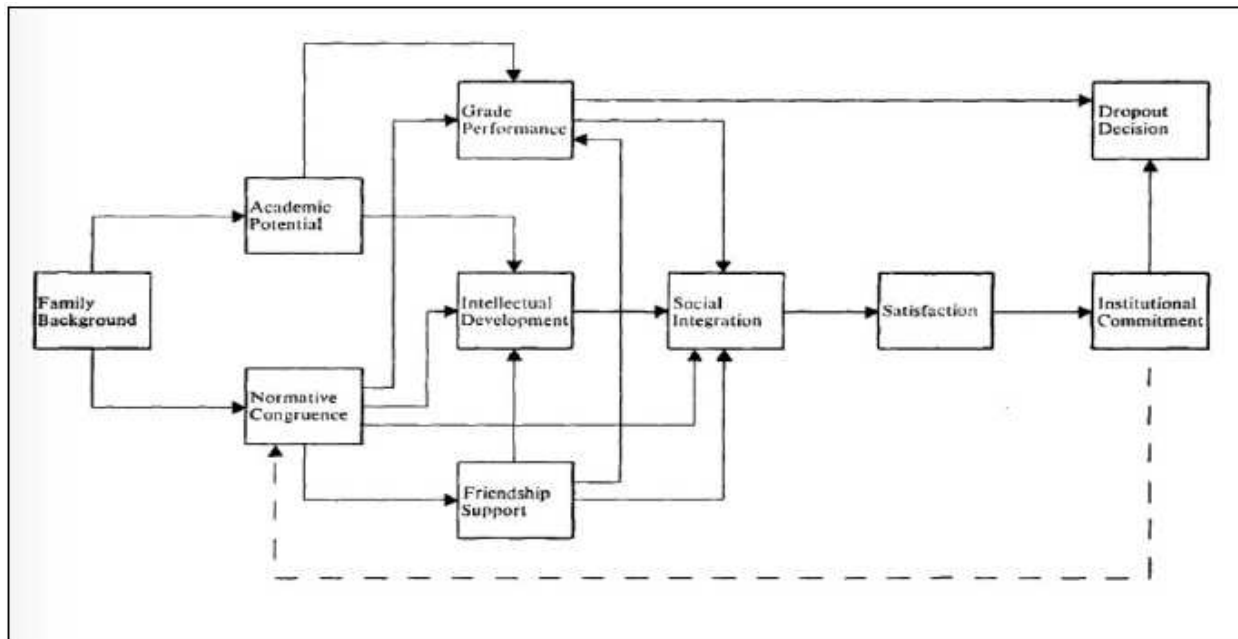 Grade
Performance
Dropout
Decision
Academic
Potential
Family
Background
Intellectual
Development
Social
Integration
Satisfaction
Institutional
Commitment
Normative
Congruence
Friendship
Support